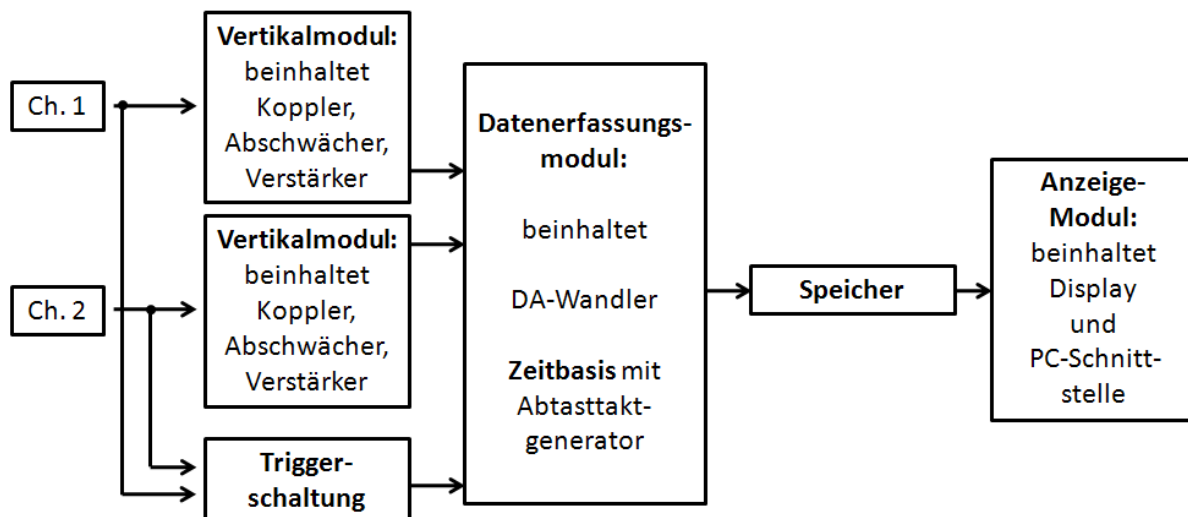 Ch. 1
Vertikalmodul:
beinhaltet
Koppler,
Abschwächer,
Verstärker
Ch. 2
Vertikalmodul:
beinhaltet
Koppler,
Abschwächer,
Verstärker
Trigger-
schaltung
Datenerfassungs-
modul:
beinhaltet
DA-Wandler
Zeitbasis mit
Abtasttakt-
generator
Speicher
Anzeige-
Modul:
beinhaltet
Display
und
PC-Schnitt-
stelle